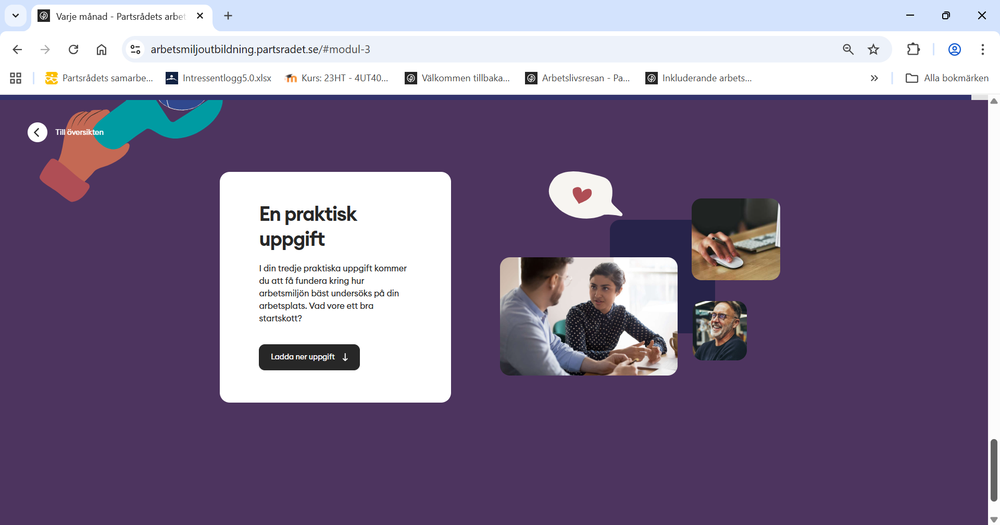 Varje månad - Partsrådets arbet
arbetsmiljoutbildning.partsradet.se/#modul-3
Partsrådets samarbe...
Intressentlogg5.0.xlsx
Kurs: 23HT - 4UT40...
Välkommen tillbaka...
Arbetslivsresan - Pa...
Inkluderande arbets...
Alla bokmärken
Till översikten
En praktisk
uppgift
I din tredje praktiska uppgift kommer
du att få fundera kring hur
arbetsmiljön bäst undersöks på din
arbetsplats. Vad vore ett bra
startskott?
Ladda ner uppgift